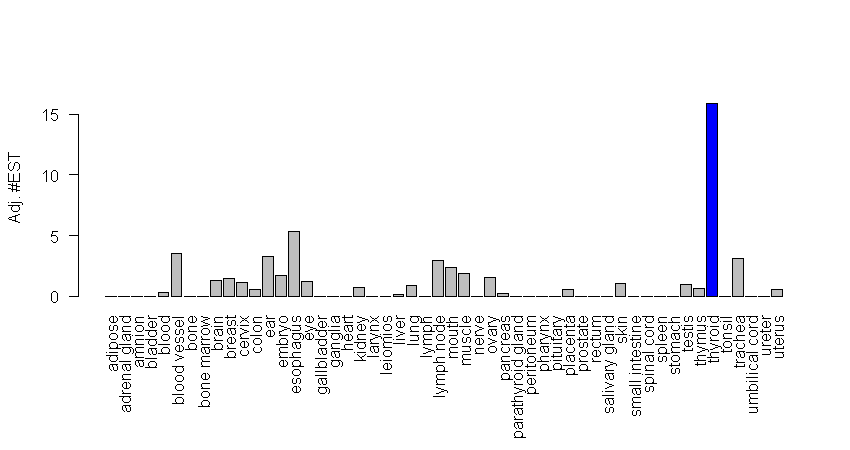 Adj. #EST
15
10
5
0
adipose
adrenal gland
amnion
bladder
blood
blood vessel
bone
bone marrow
brain
breast
cervix
colon
ear
embryo
esophagus
eye
gallbladder
ganglia
heart
kidney
larynx
leiomios
liver
lung
lymph
lymph node
mouth
muscle
nerve
ovary
pancreas
parathyroid gland
peritoneum
pharynx
pituitary
placenta
prostate
rectum
salivary gland
skin
small intestine
spinal cord
spleen
stomach
testis
thymus
thyroid
tonsil
trachea
umbilical cord
ureter
uterus